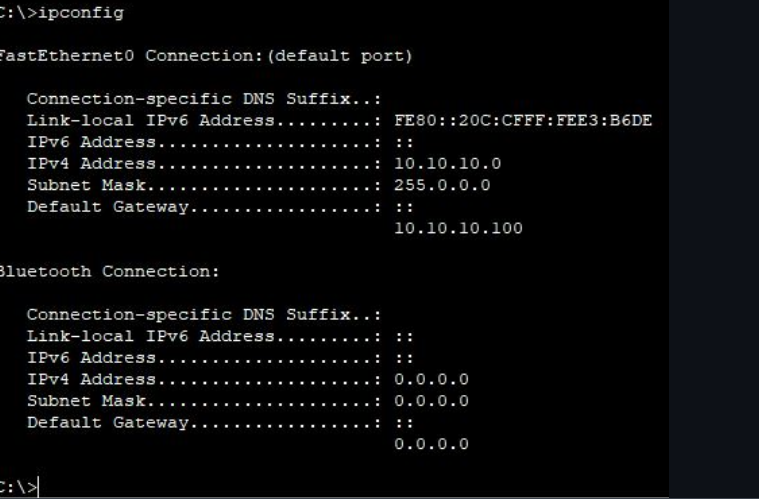 C:\>ipconfig
FastEthernet0 Connection:(default port)
Connection-specific DNS Suffix..:
Link-local IPv6 Address.........: FE80::20C:CFFF:FEE3:B6DE
IPv6 Address....................: ::
IPv4 Address....................: 10.10.10.0
Subnet Mask.....................: 255.0.0.0
Default Gateway.................: ::
10.10.10.100
Bluetooth Connection:
Connection-specific DNS Suffix..:
Link-local IPv6 Address.........: ::
IPv6 Address....................: ::
IPv4 Address....................: 0.0.0.0
Subnet Mask.....................: 0.0.0.0
Default Gateway.................: ::
0.0.0.0
C:\>